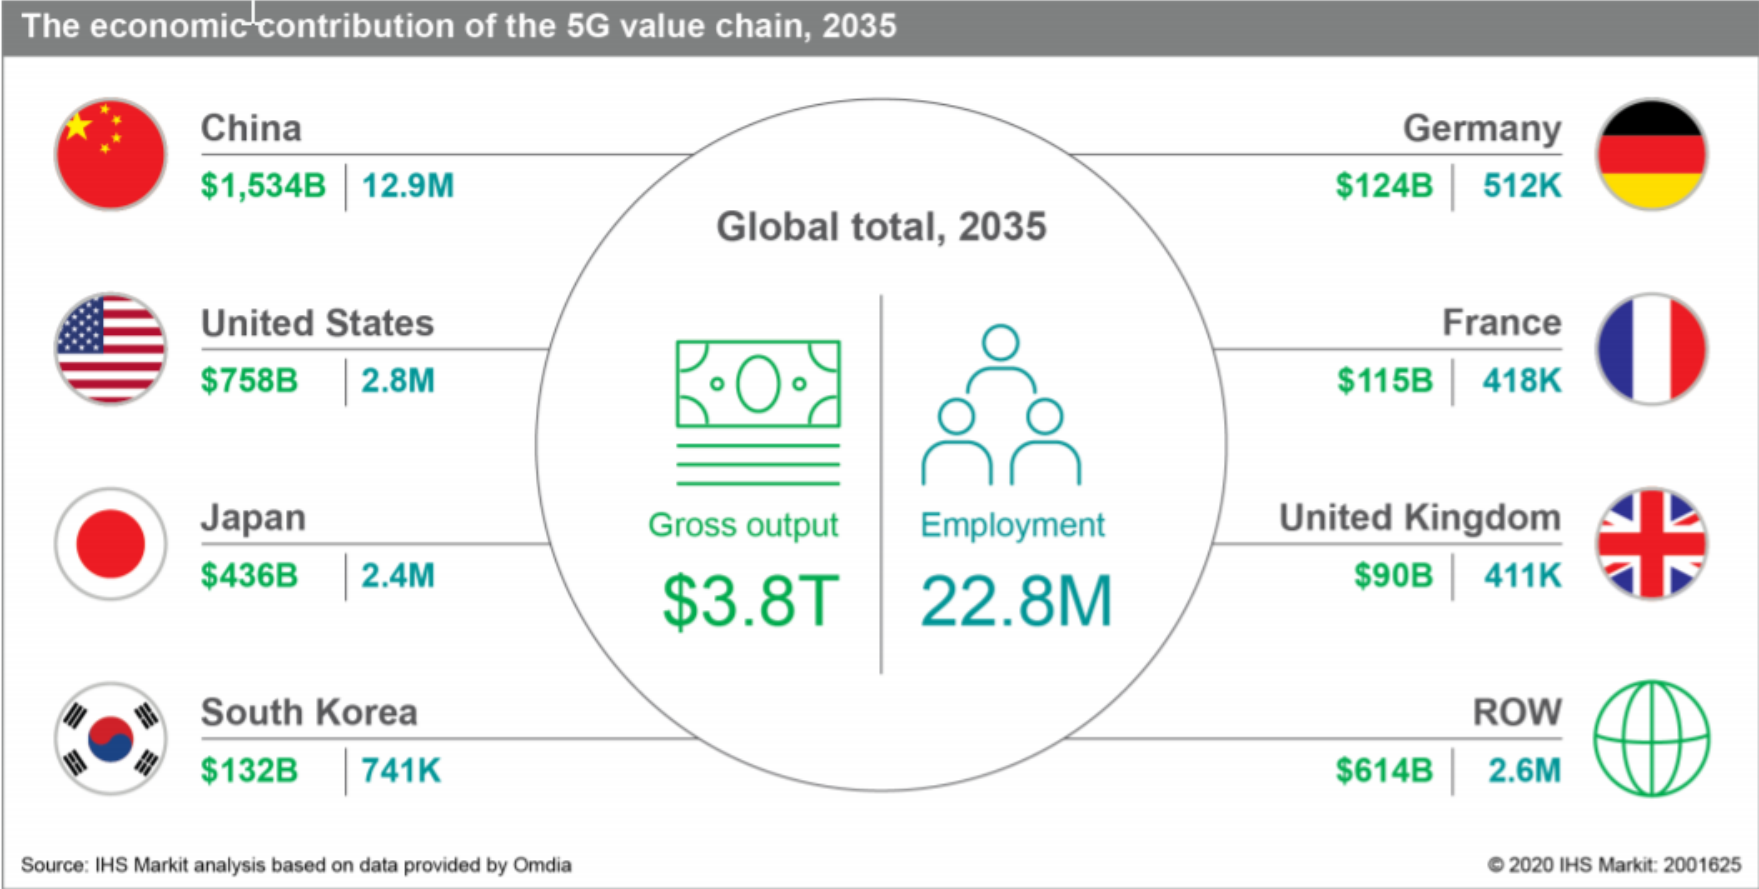 The economic contribution of the 5G value chain, 2035
China
$1,534B 12.9M
United States
$758B 2.8M
Japan
$436B 2.4M
South Korea
$132B 741K
Global total, 2035
Gross output Employment
$3.8T 22.8M
Germany
$124B 512K
France
$115B 418K
United Kingdom
$90B 411K
ROW
$614B 2.6M
Source: IHS Markit analysis based on data provided by Omdia
© 2020 IHS Markit: 2001625